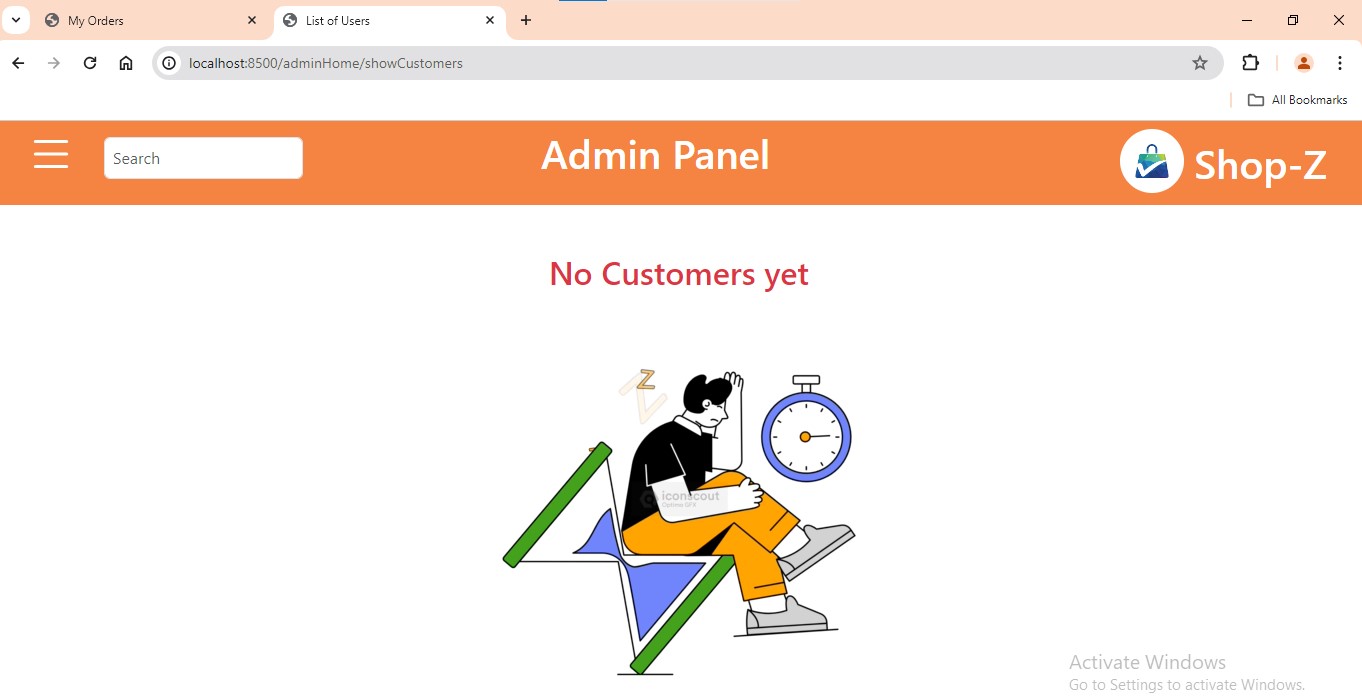 My Orders
List of Users
localhost:8500/adminHome/showCustomers
All Bookmarks
Search
Admin Panel
Shop-Z
No Customers yet
Z
iconscout
Activate Windows
Go to Settings to activate Windows.